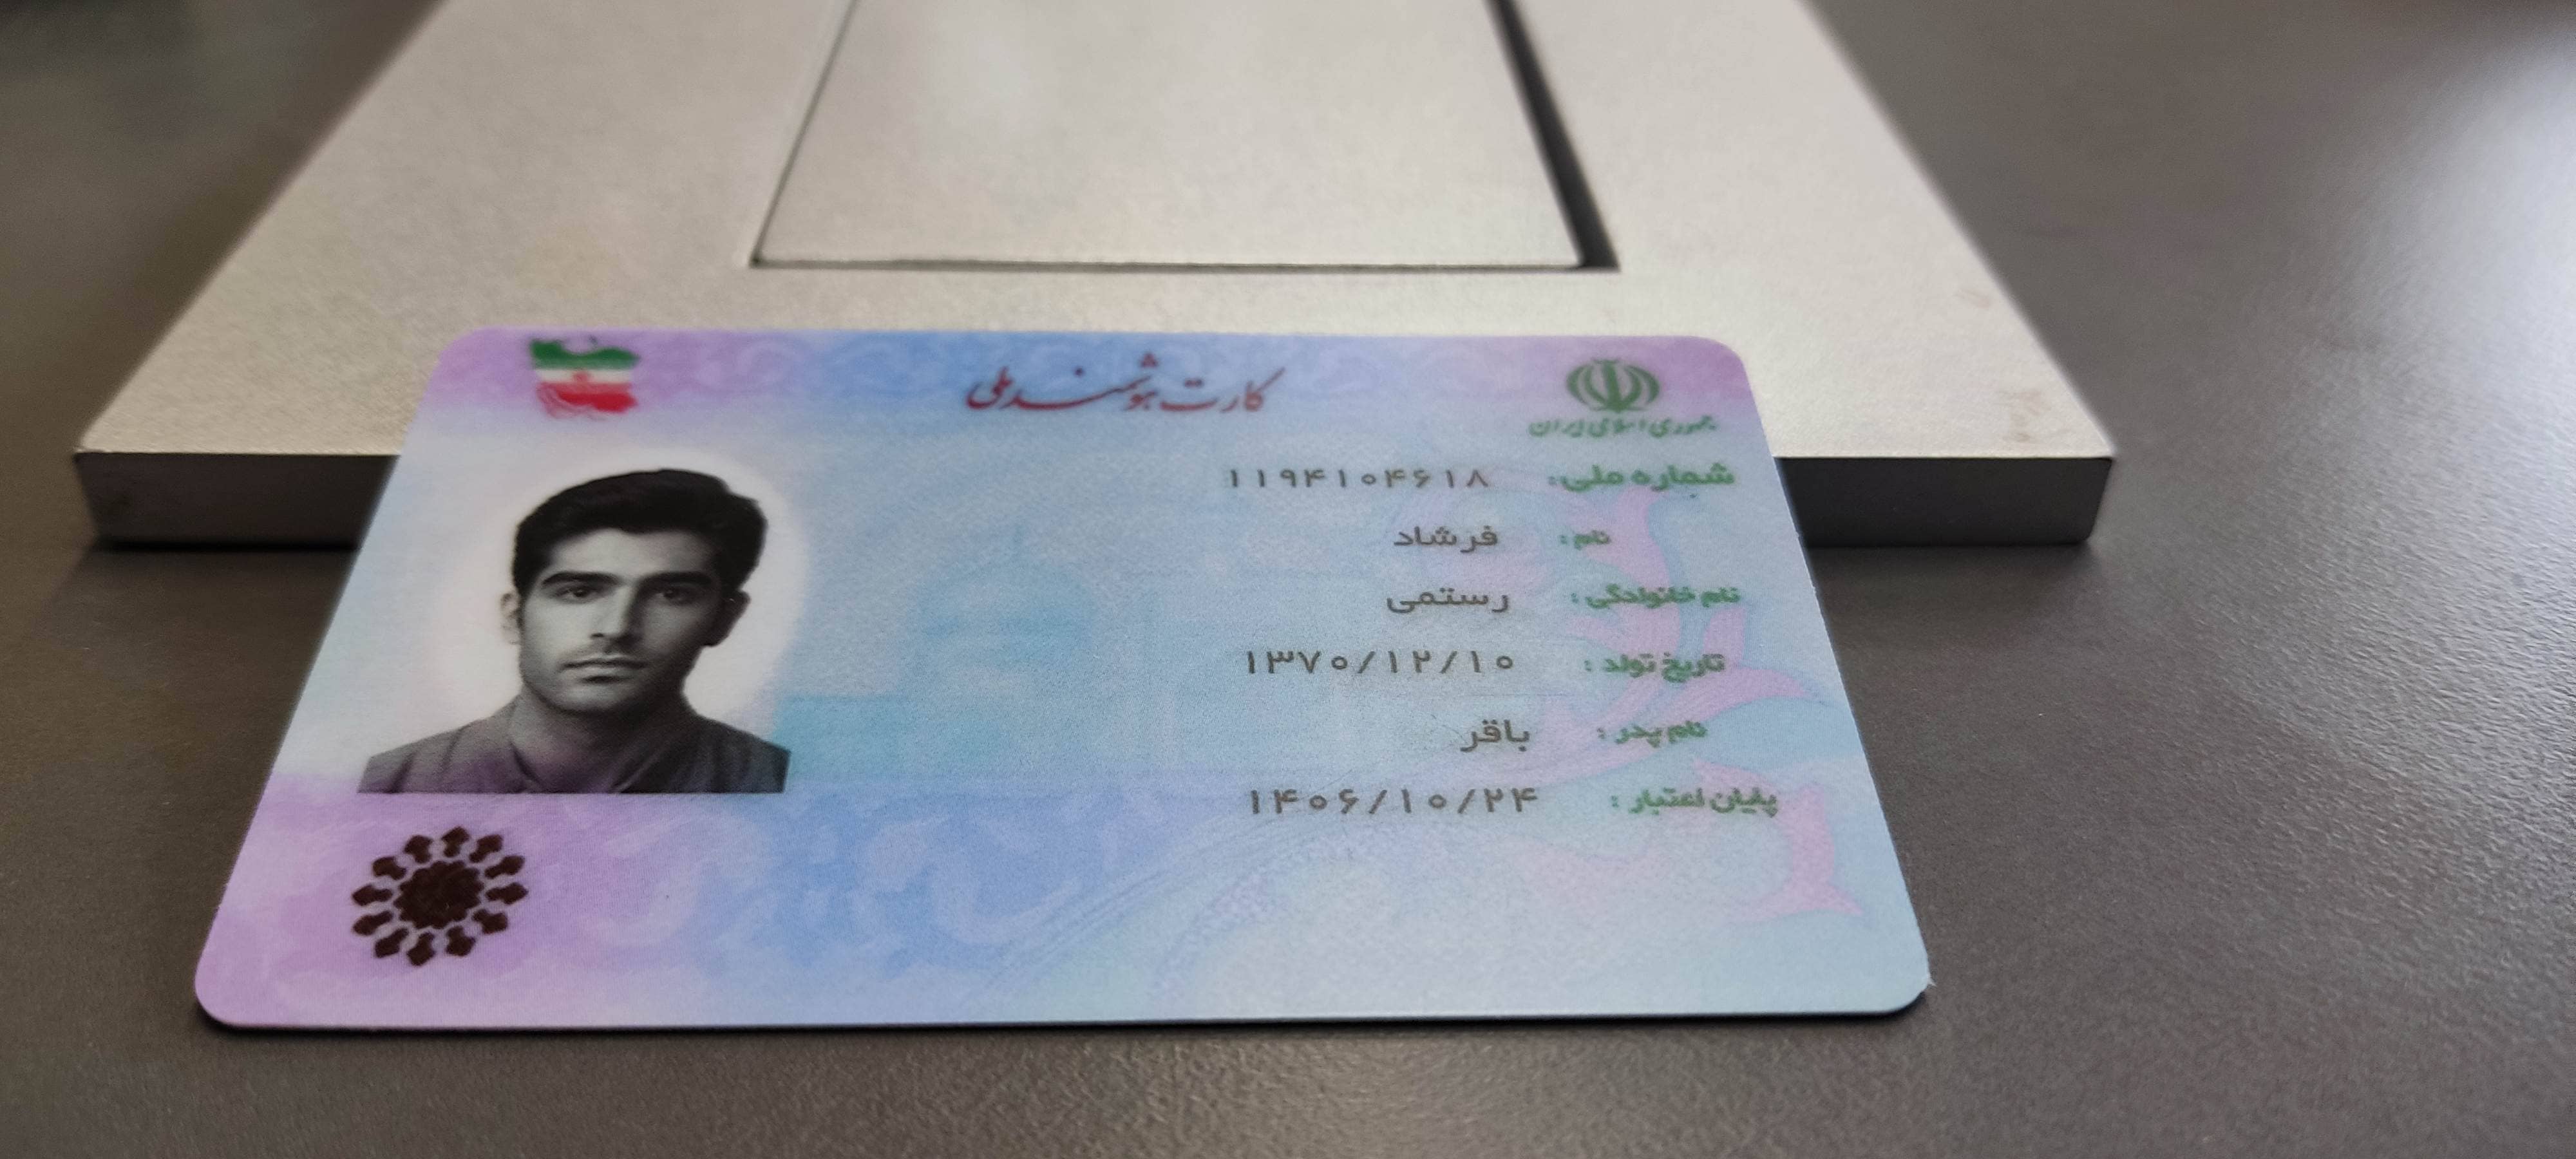 کارت هوشمند ملی
جمهوری اسلامی ایران
شماره ملی: ۱۱۹۴۱۰۴۶۱۸
نام: فرشاد
نام خانوادگی: رستمی
تاریخ تولد: ۱۳۷۰/۱۲/۱۰
نام پدر: باقر
پایان اعتبار: ۱۴۰۶/۱۰/۲۴